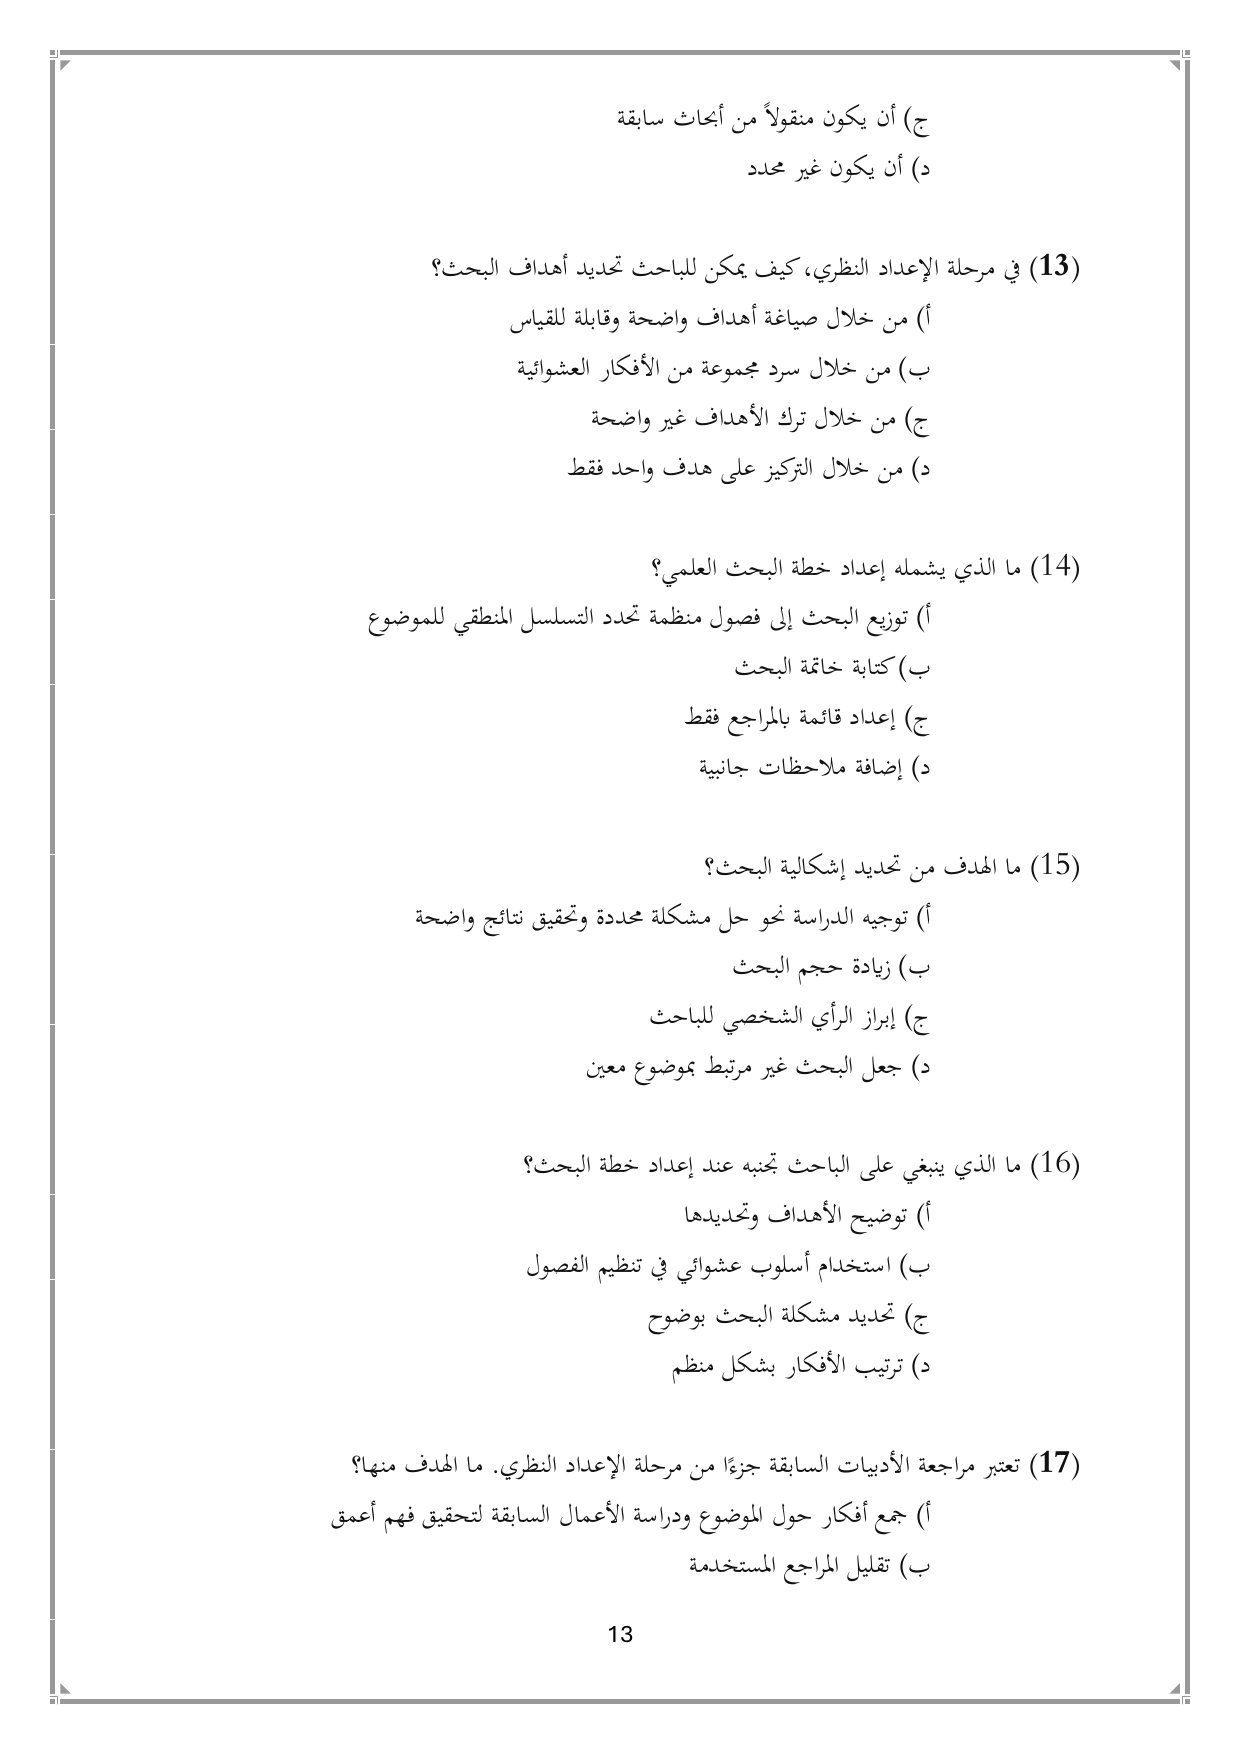 ج) أن يكون منقولاً من أبحاث سابقة
د) أن يكون غير محدد
(13) في مرحلة الإعداد النظري، كيف يمكن للباحث تحديد أهداف البحث؟
أ) من خلال صياغة أهداف واضحة وقابلة للقياس
ب) من خلال سرد مجموعة من الأفكار العشوائية
ج) من خلال ترك الأهداف غير واضحة
د) من خلال التركيز على هدف واحد فقط
(14) ما الذي يشمله إعداد خطة البحث العلمي؟
أ) توزيع البحث إلى فصول منظمة تحدد التسلسل المنطقي للموضوع
ب) كتابة خاتمة البحث
ج) إعداد قائمة بالمراجع فقط
د) إضافة ملاحظات جانبية
(15) ما الهدف من تحديد إشكالية البحث؟
أ) توجيه الدراسة نحو حل مشكلة محددة وتحقيق نتائج واضحة
ب) زيادة حجم البحث
ج) إبراز الرأي الشخصي للباحث
د) جعل البحث غير مرتبط بموضوع معين
(16) ما الذي ينبغي على الباحث تجنبه عند إعداد خطة البحث؟
أ) توضيح الأهداف وتحديدها
ب) استخدام أسلوب عشوائي في تنظيم الفصول
ج) تحديد مشكلة البحث بوضوح
د) ترتيب الأفكار بشكل منظم
(17) تعتبر مراجعة الأدبيات السابقة جزءًا من مرحلة الإعداد النظري. ما الهدف منها؟
أ) جمع أفكار حول الموضوع ودراسة الأعمال السابقة لتحقيق فهم أعمق
ب) تقليل المراجع المستخدمة
13